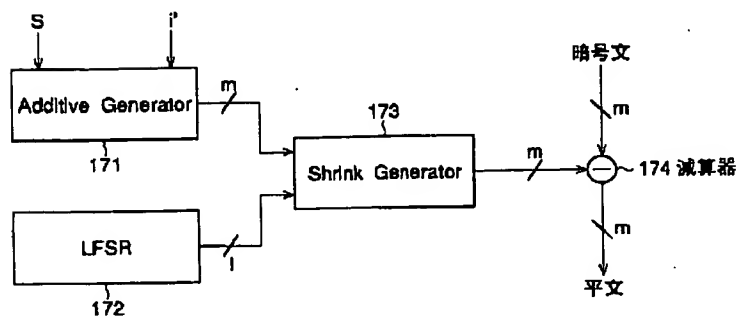 S
i'
暗号文
m
Additive Generator
m
171
173
Shrink Generator
m
174 減算器
LFSR
l
m
172
平文